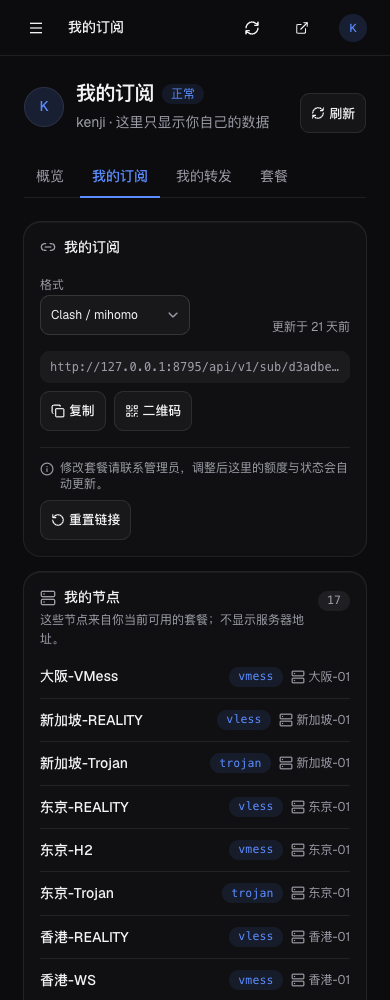 我的订阅
K
K
我的订阅 正常
kenji · 这里只显示你自己的数据
刷新
概览 我的订阅 我的转发 套餐
我的订阅
格式
Clash / mihomo
更新于 21 天前
http://127.0.0.1:8795/api/v1/sub/d3adbe…
复制 二维码
修改套餐请联系管理员，调整后这里的额度与状态会自
动更新。
重置链接
我的节点 17
这些节点来自你当前可用的套餐；不显示服务器地
址。
大阪-VMess vmess 大阪-01
新加坡-REALITY vless 新加坡-01
新加坡-Trojan trojan 新加坡-01
东京-REALITY vless 东京-01
东京-H2 vmess 东京-01
东京-Trojan trojan 东京-01
香港-REALITY vless 香港-01
香港-WS vmess 香港-01